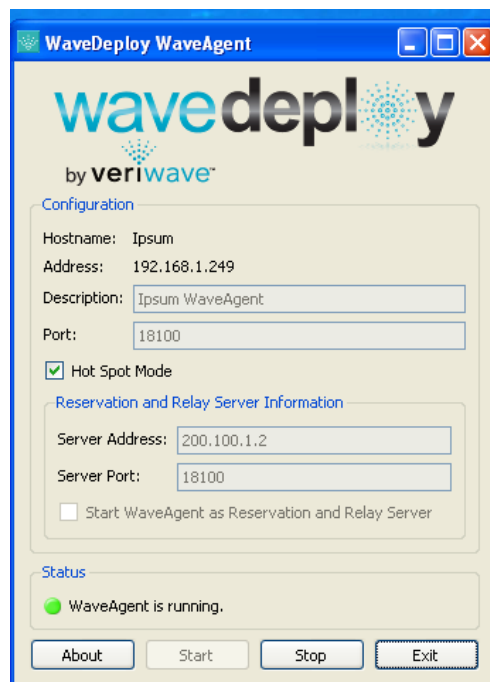 WaveDeploy WaveAgent
wavedeploy
by veriwave™
Configuration
Hostname: Ipsum
Address: 192.168.1.249
Description: Ipsum WaveAgent
Port: 18100
Hot Spot Mode
Reservation and Relay Server Information
Server Address: 200.100.1.2
Server Port: 18100
Start WaveAgent as Reservation and Relay Server
Status
WaveAgent is running.
About Start Stop Exit